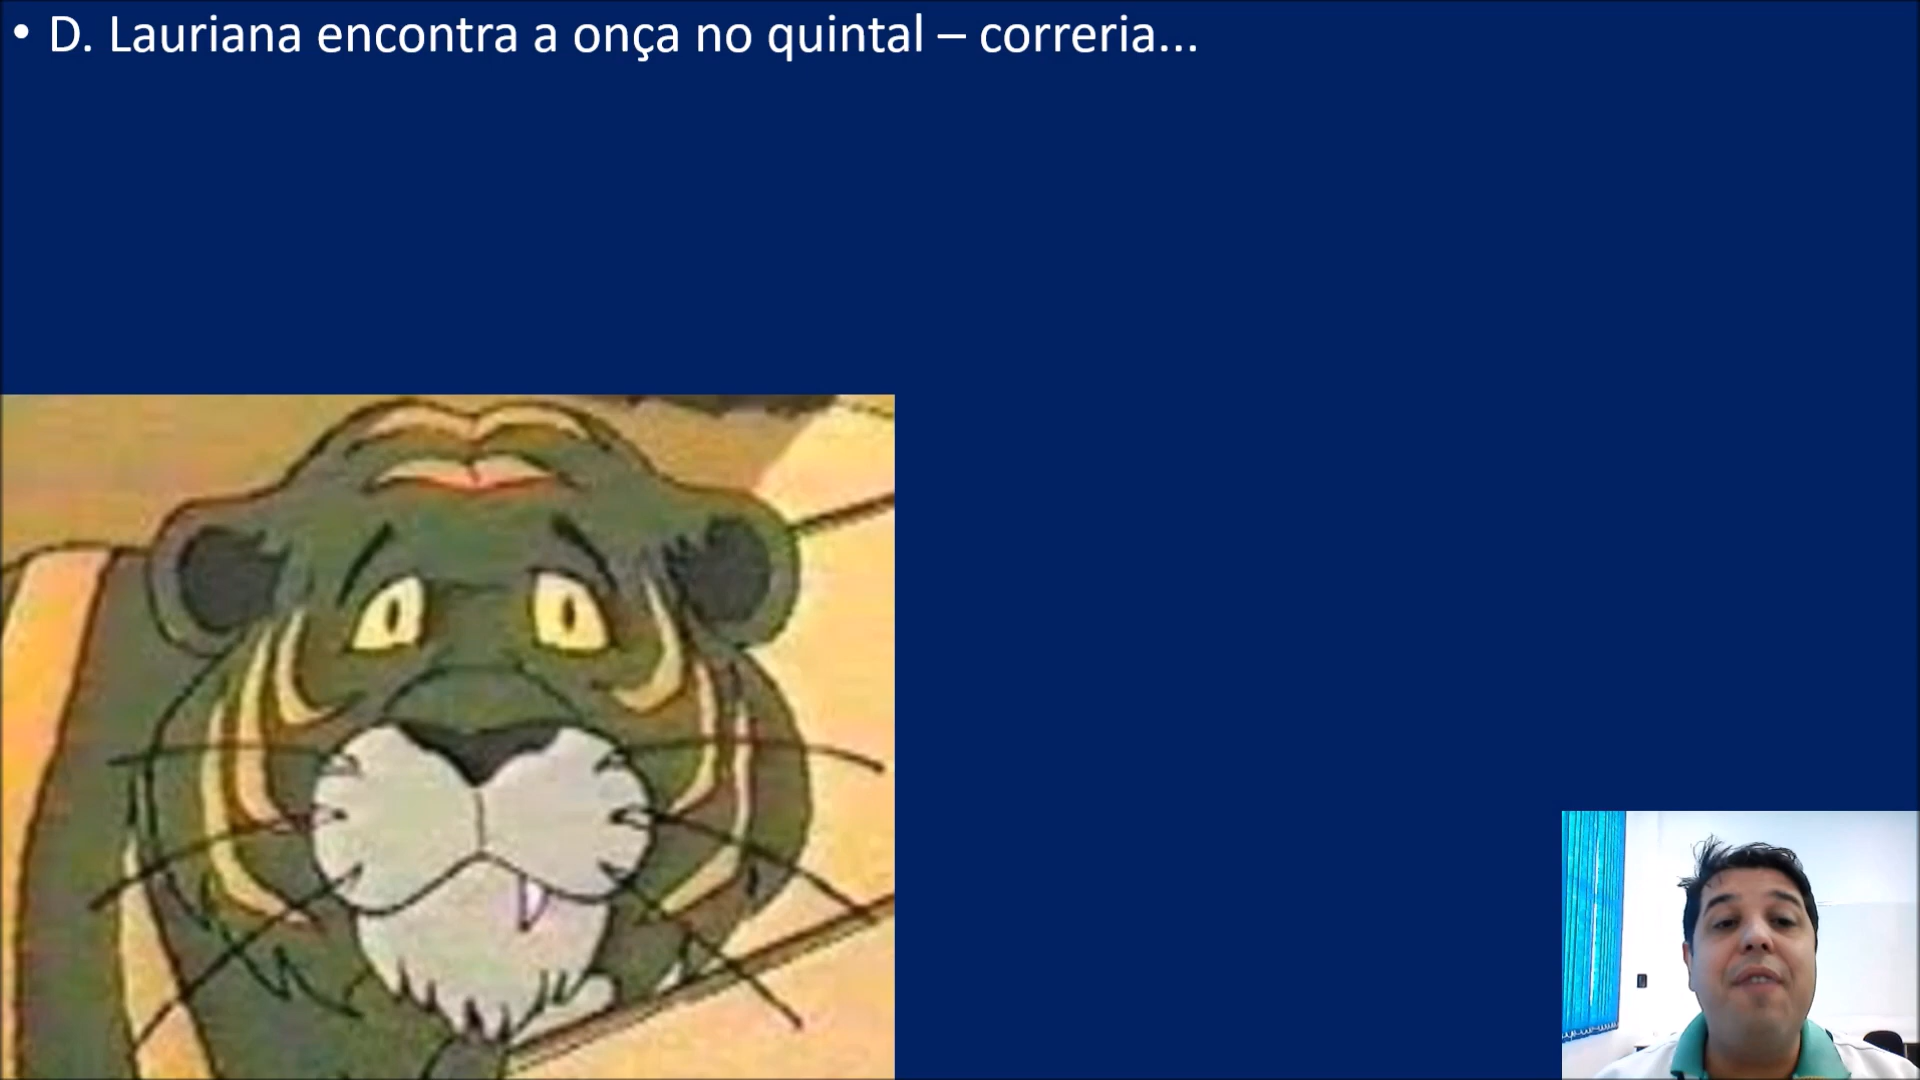 • D. Lauriana encontra a onça no quintal – correria...